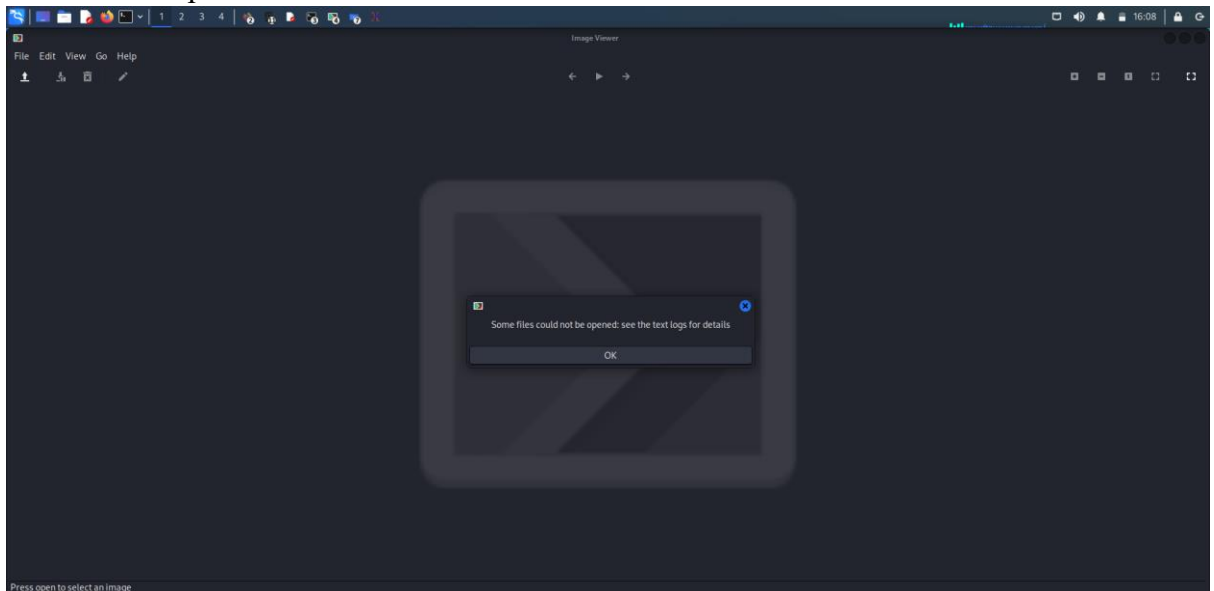 1 2 3 4 16:08
Image Viewer
File Edit View Go Help
Some files could not be opened: see the text logs for details
OK
Press open to select an image